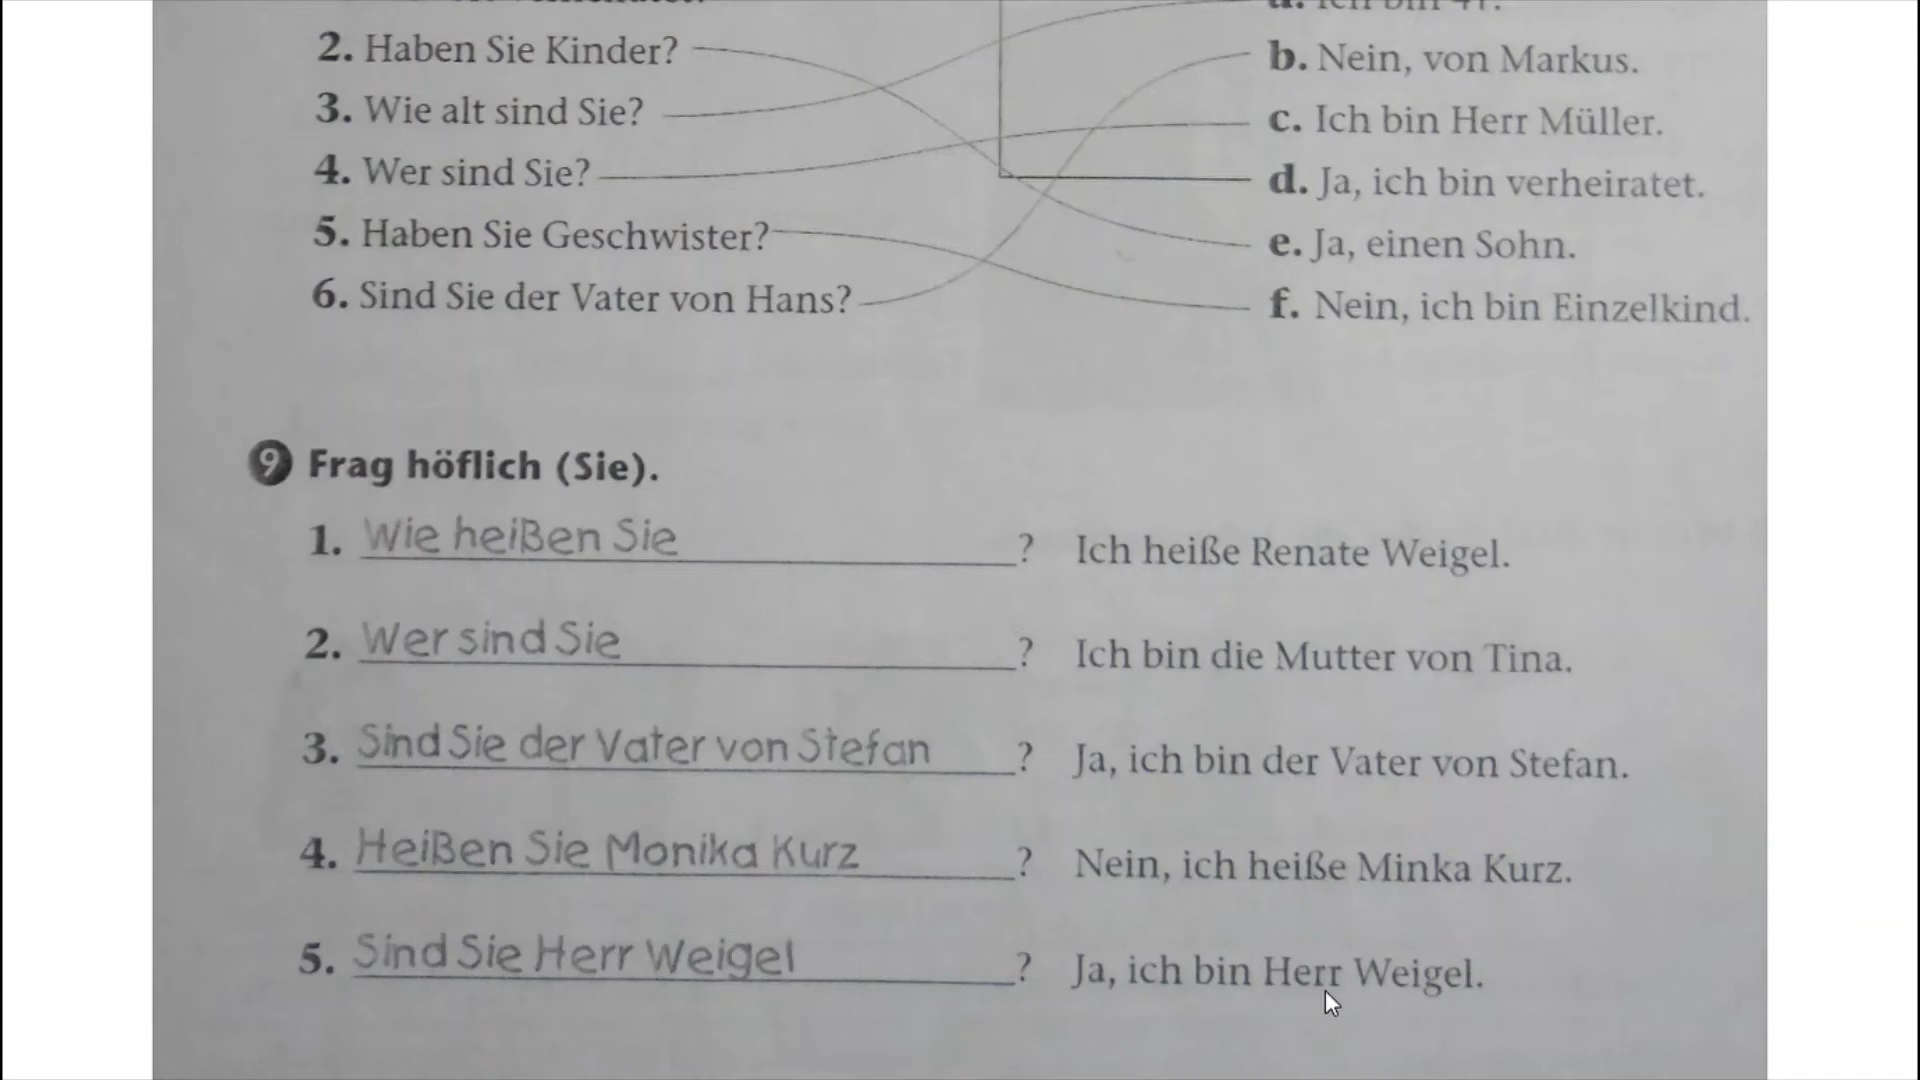 2. Haben Sie Kinder?
b. Nein, von Markus.
3. Wie alt sind Sie?
c. Ich bin Herr Müller.
4. Wer sind Sie?
d. Ja, ich bin verheiratet.
5. Haben Sie Geschwister?
e. Ja, einen Sohn.
6. Sind Sie der Vater von Hans?
f. Nein, ich bin Einzelkind.
9 Frag höflich (Sie).
1. Wie heißen Sie ? Ich heiße Renate Weigel.
2. Wer sind Sie ? Ich bin die Mutter von Tina.
3. Sind Sie der Vater von Stefan ? Ja, ich bin der Vater von Stefan.
4. Heißen Sie Monika Kurz ? Nein, ich heiße Minka Kurz.
5. Sind Sie Herr Weigel ? Ja, ich bin Herr Weigel.